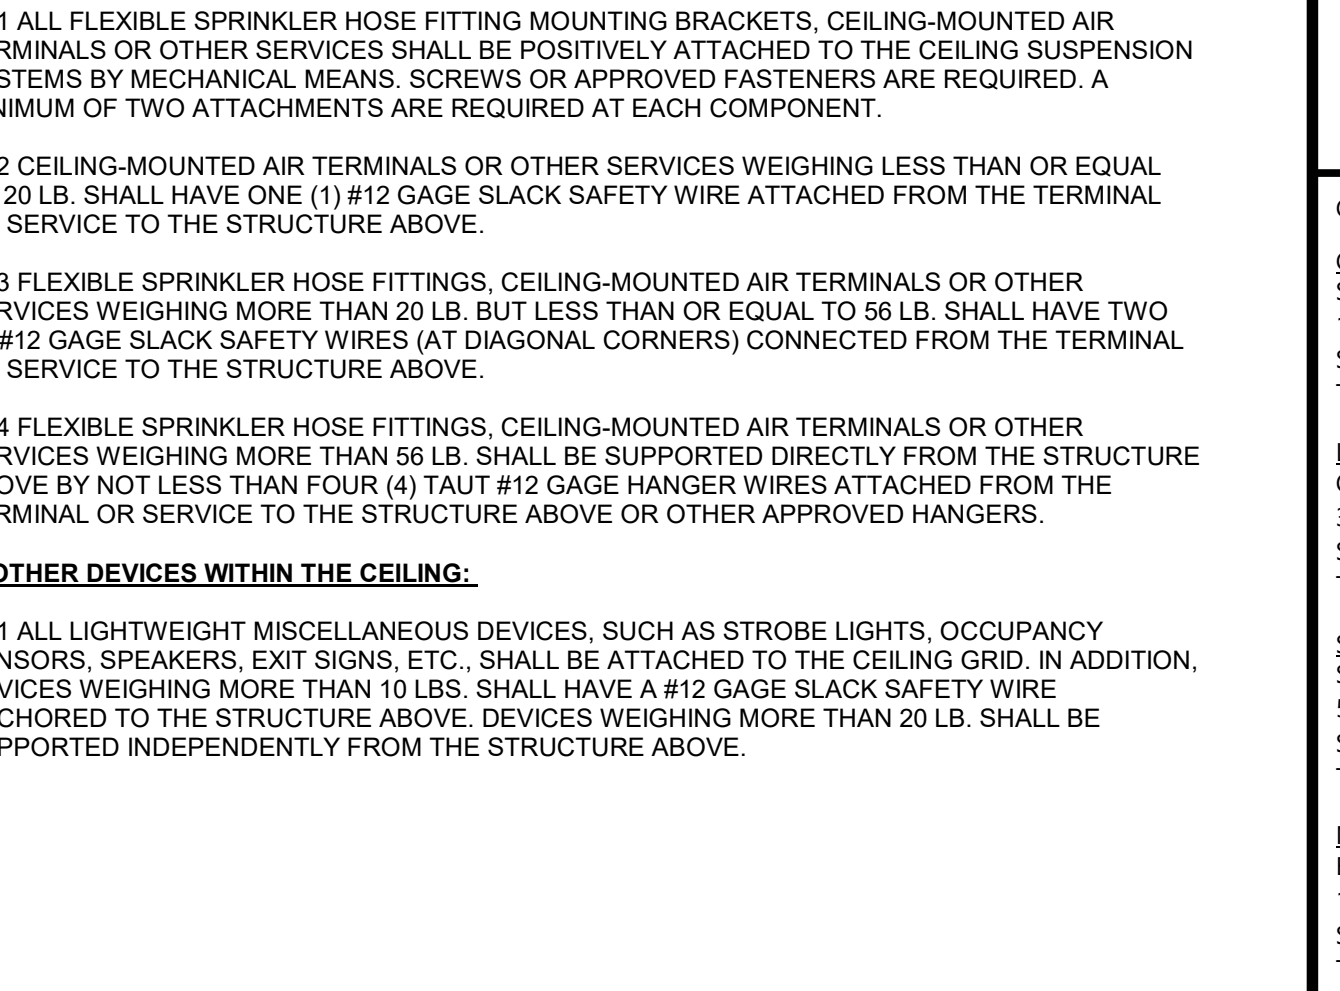 1 ALL FLEXIBLE SPRINKLER HOSE FITTING MOUNTING BRACKETS, CEILING-MOUNTED AIR
RMINALS OR OTHER SERVICES SHALL BE POSITIVELY ATTACHED TO THE CEILING SUSPENSION
STEMS BY MECHANICAL MEANS. SCREWS OR APPROVED FASTENERS ARE REQUIRED. A
NIMUM OF TWO ATTACHMENTS ARE REQUIRED AT EACH COMPONENT.
2 CEILING-MOUNTED AIR TERMINALS OR OTHER SERVICES WEIGHING LESS THAN OR EQUAL
20 LB. SHALL HAVE ONE (1) #12 GAGE SLACK SAFETY WIRE ATTACHED FROM THE TERMINAL
SERVICE TO THE STRUCTURE ABOVE.
3 FLEXIBLE SPRINKLER HOSE FITTINGS, CEILING-MOUNTED AIR TERMINALS OR OTHER
RVICES WEIGHING MORE THAN 20 LB. BUT LESS THAN OR EQUAL TO 56 LB. SHALL HAVE TWO
#12 GAGE SLACK SAFETY WIRES (AT DIAGONAL CORNERS) CONNECTED FROM THE TERMINAL
SERVICE TO THE STRUCTURE ABOVE.
4 FLEXIBLE SPRINKLER HOSE FITTINGS, CEILING-MOUNTED AIR TERMINALS OR OTHER
RVICES WEIGHING MORE THAN 56 LB. SHALL BE SUPPORTED DIRECTLY FROM THE STRUCTURE
OVE BY NOT LESS THAN FOUR (4) TAUT #12 GAGE HANGER WIRES ATTACHED FROM THE
RMINAL OR SERVICE TO THE STRUCTURE ABOVE OR OTHER APPROVED HANGERS.
OTHER DEVICES WITHIN THE CEILING:
1 ALL LIGHTWEIGHT MISCELLANEOUS DEVICES, SUCH AS STROBE LIGHTS, OCCUPANCY
NSORS, SPEAKERS, EXIT SIGNS, ETC., SHALL BE ATTACHED TO THE CEILING GRID. IN ADDITION,
VICES WEIGHING MORE THAN 10 LBS. SHALL HAVE A #12 GAGE SLACK SAFETY WIRE
CHORED TO THE STRUCTURE ABOVE. DEVICES WEIGHING MORE THAN 20 LB. SHALL BE
PPORTED INDEPENDENTLY FROM THE STRUCTURE ABOVE.